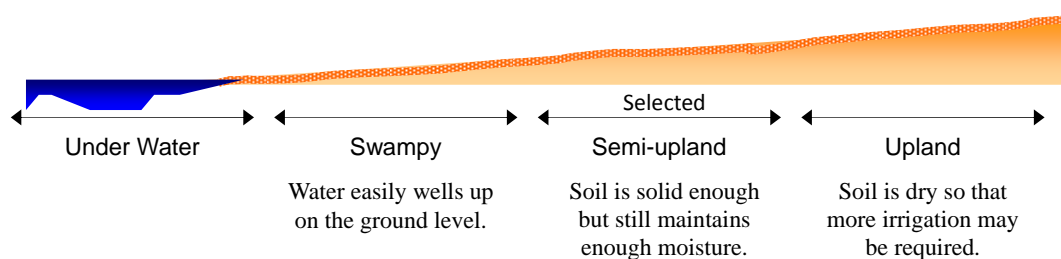 Selected
Under Water
Swampy
Semi-upland
Upland
Water easily wells up
on the ground level.
Soil is solid enough
but still maintains
enough moisture.
Soil is dry so that
more irrigation may
be required.